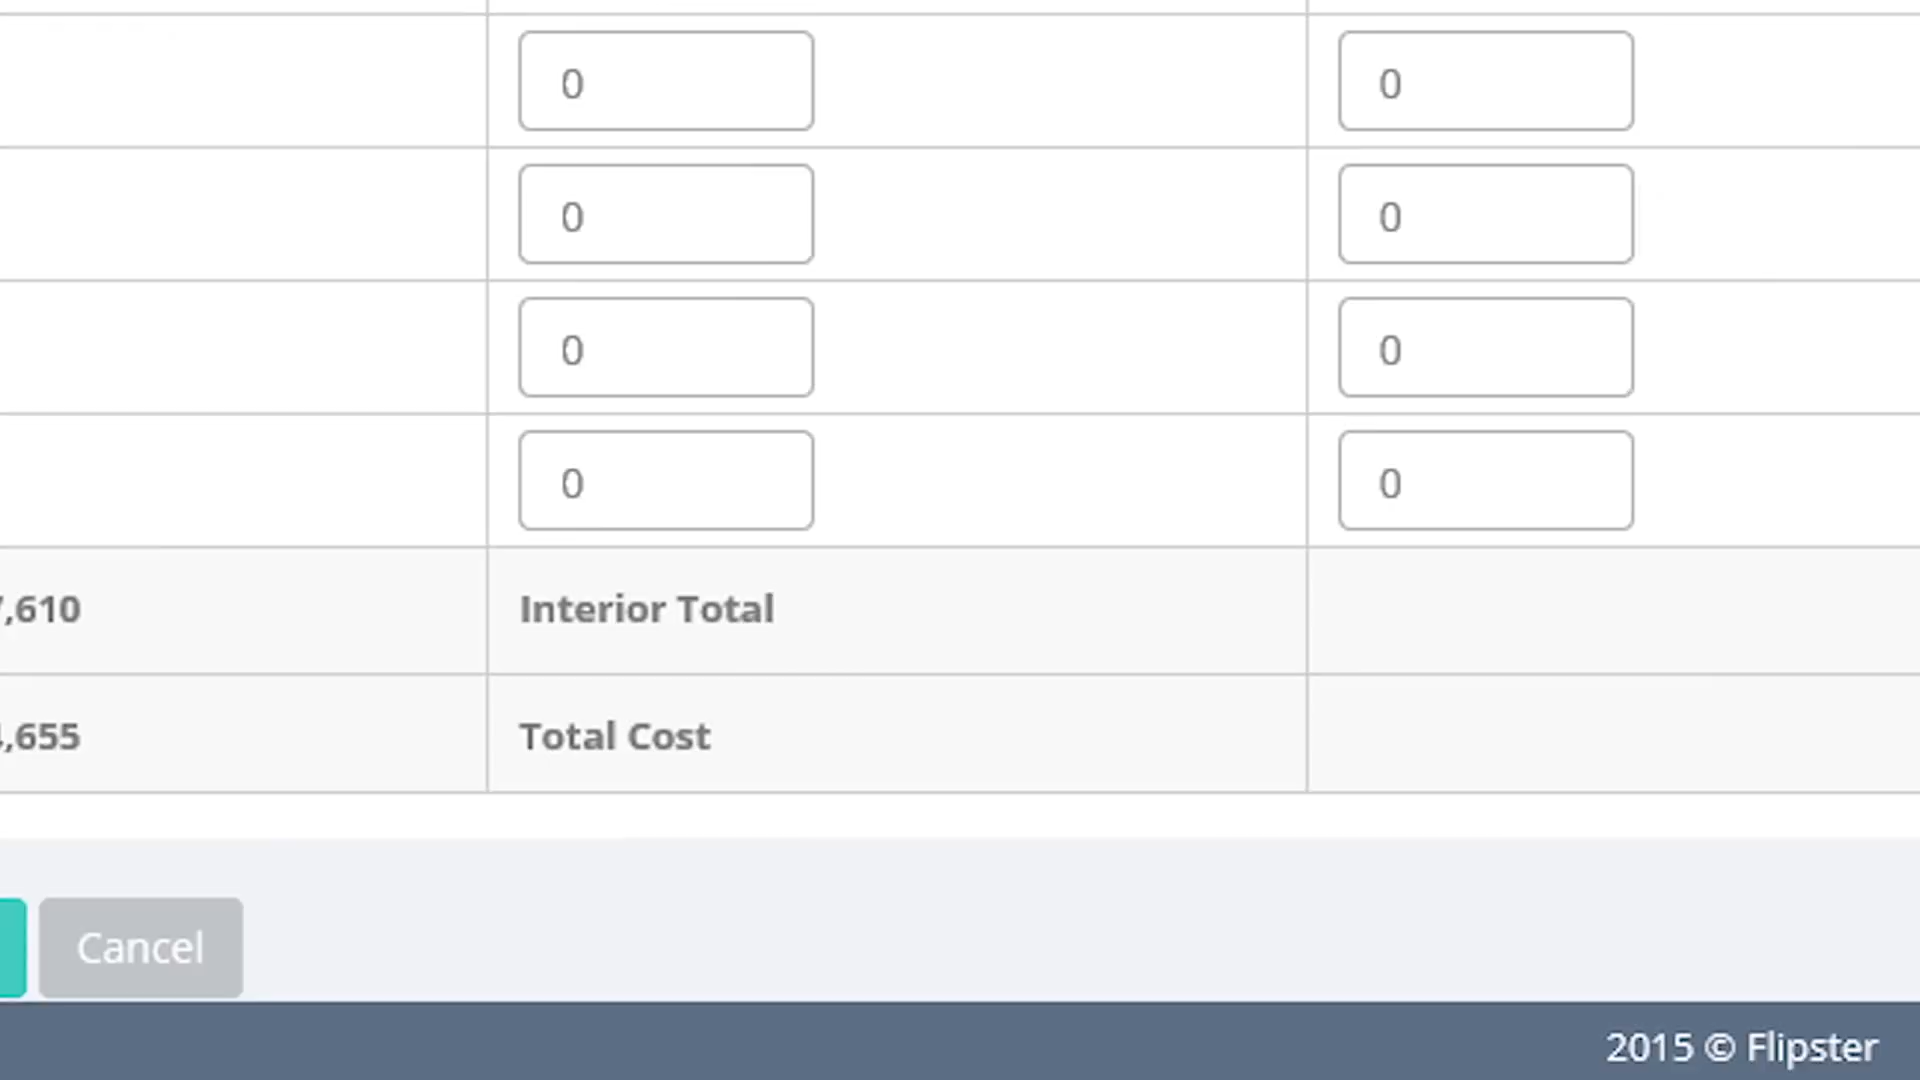 0 0
0 0
0 0
0 0
,610 Interior Total
,655 Total Cost
Cancel
2015 © Flipster